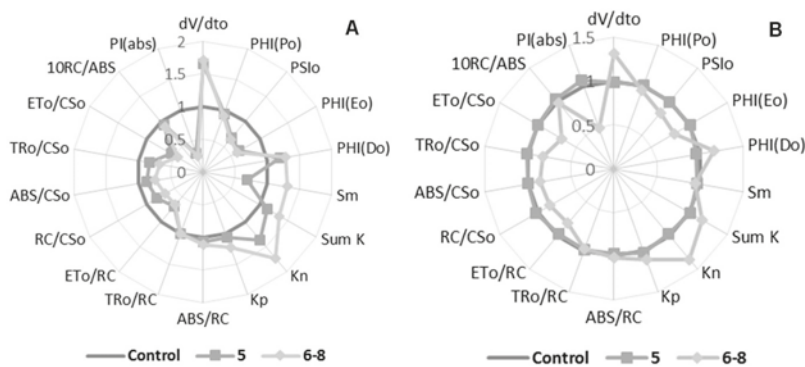 A
dV/dto
PHI(Po)
PSIo
PHI(Eo)
PHI(Do)
Sm
Sum K
Kn
Kp
ABS/RC
TRo/RC
ETo/RC
RC/CSo
ABS/CSo
TRo/CSo
ETo/CSo
10RC/ABS
PI(abs)
2
1.5
1
0.5
0
Control 5 6-8
B
dV/dto
PHI(Po)
PSIo
PHI(Eo)
PHI(Do)
Sm
Sum K
Kn
Kp
ABS/RC
TRo/RC
ETo/RC
RC/CSo
ABS/CSo
TRo/CSo
ETo/CSo
10RC/ABS
PI(abs)
1.5
1
0.5
0
Control 5 6-8